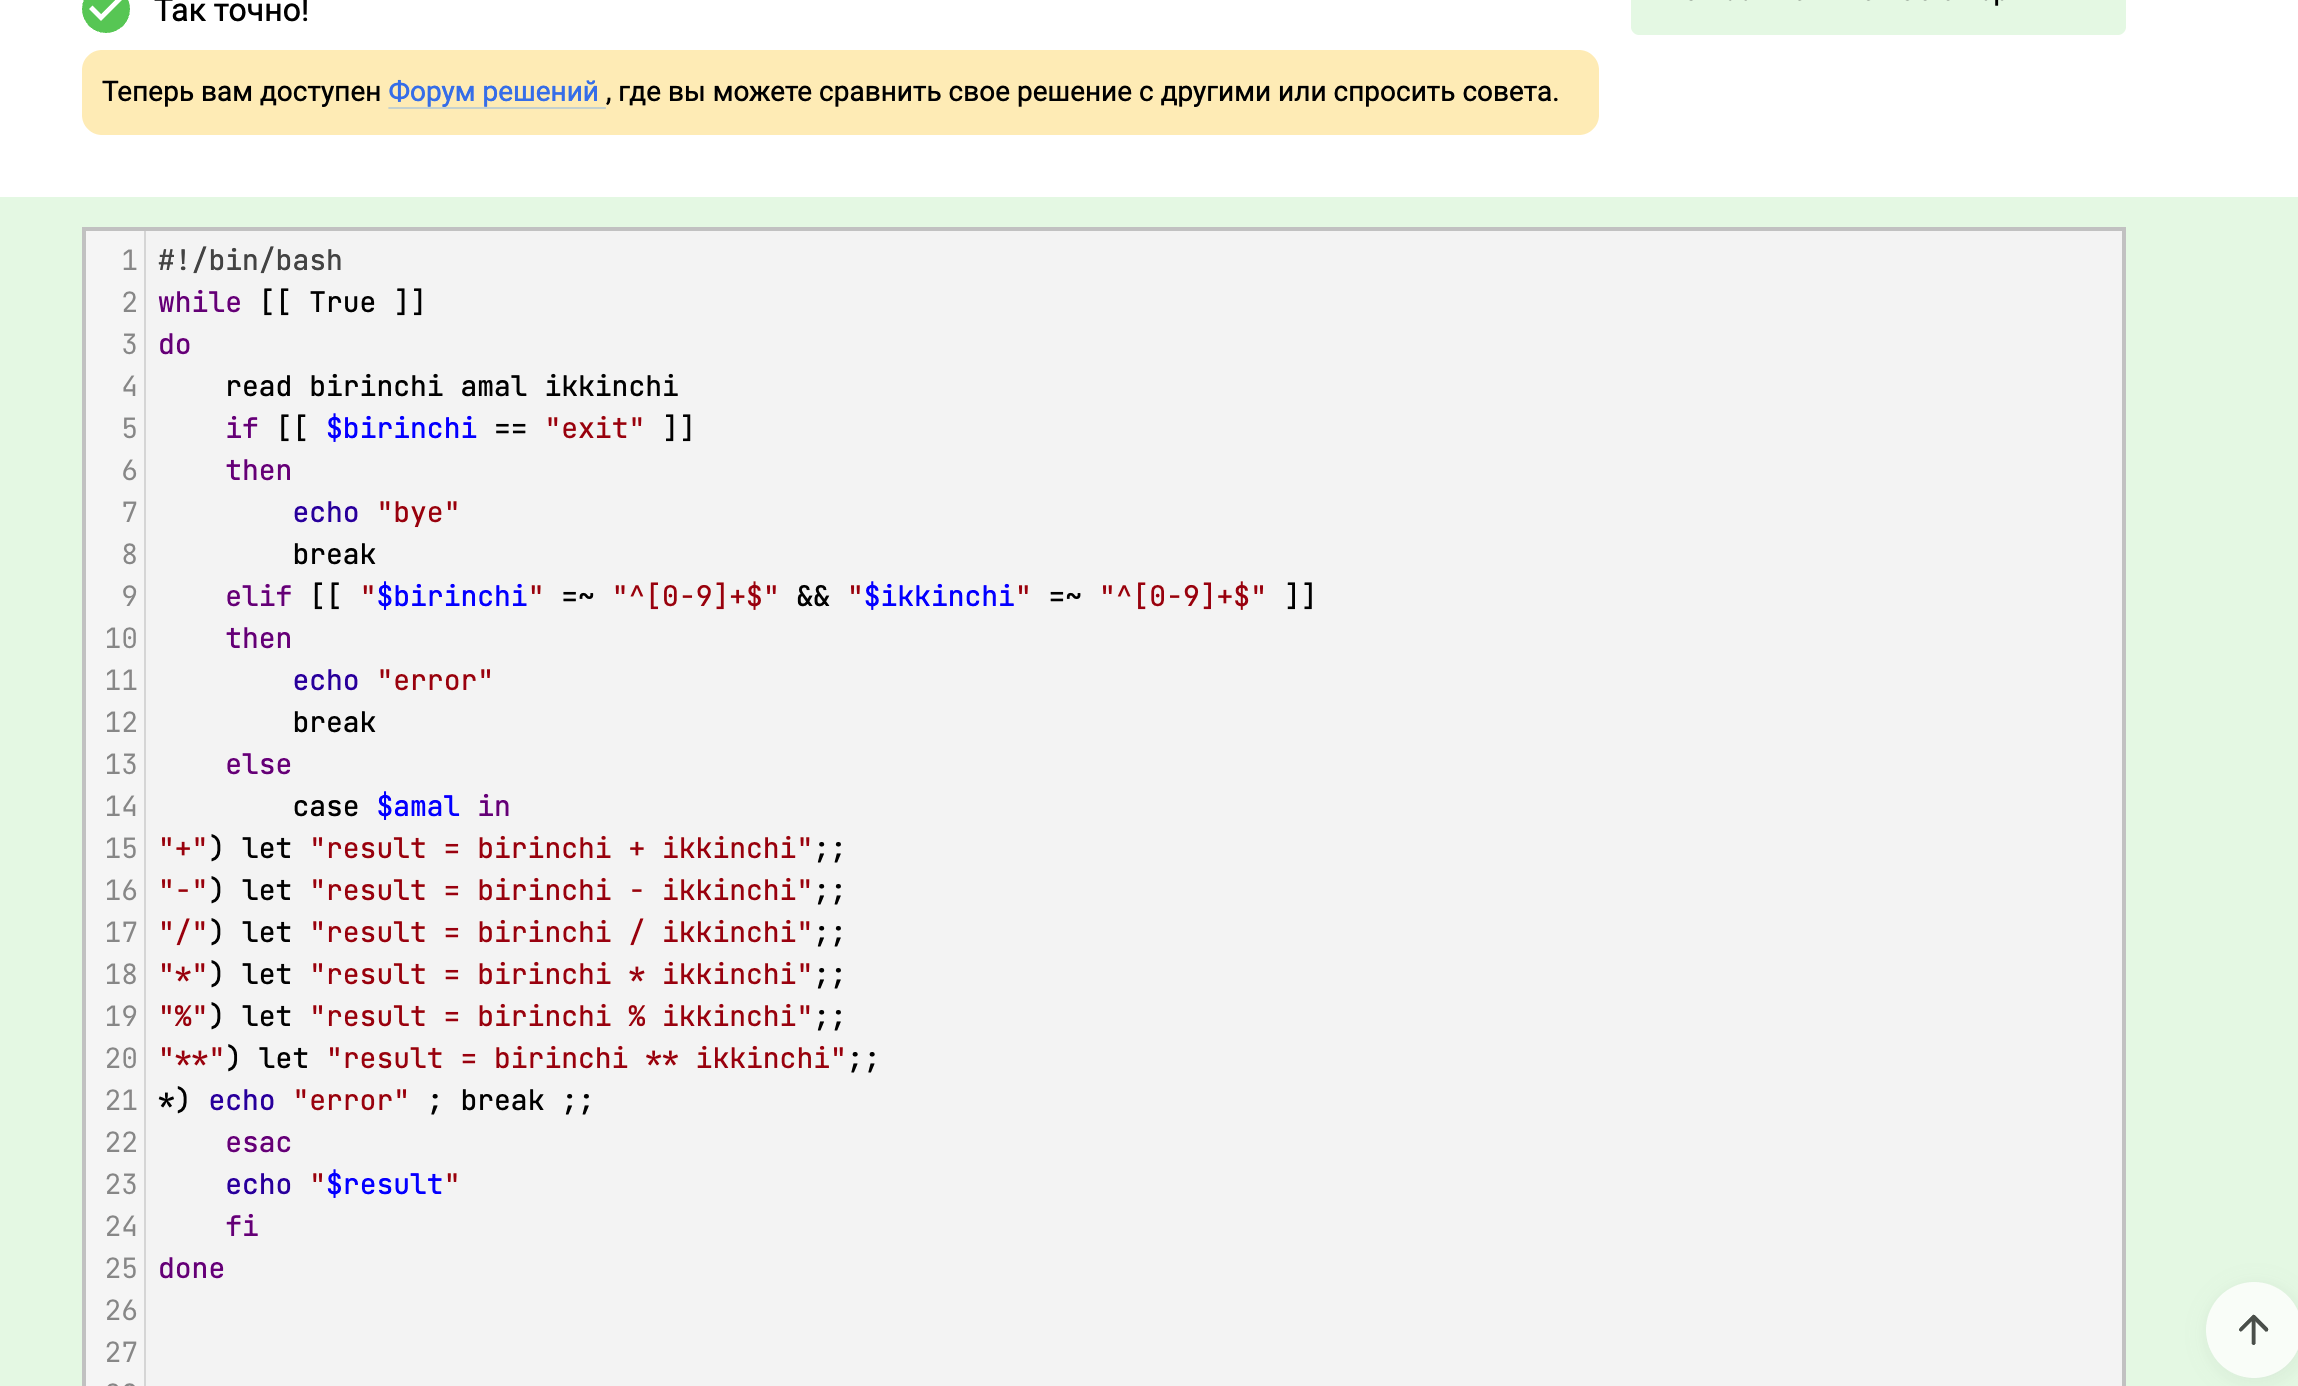 Так точно!
Теперь вам доступен Форум решений , где вы можете сравнить свое решение с другими или спросить совета.
1 #!/bin/bash
2 while [[ True ]]
3 do
4     read birinchi amal ikkinchi
5     if [[ $birinchi == "exit" ]]
6     then
7         echo "bye"
8         break
9     elif [[ "$birinchi" =~ "^[0-9]+$" && "$ikkinchi" =~ "^[0-9]+$" ]]
10     then
11         echo "error"
12         break
13     else
14         case $amal in
15 "+") let "result = birinchi + ikkinchi";;
16 "-") let "result = birinchi - ikkinchi";;
17 "/") let "result = birinchi / ikkinchi";;
18 "*") let "result = birinchi * ikkinchi";;
19 "%") let "result = birinchi % ikkinchi";;
20 "**") let "result = birinchi ** ikkinchi";;
21 *) echo "error" ; break ;;
22     esac
23     echo "$result"
24     fi
25 done
26
27